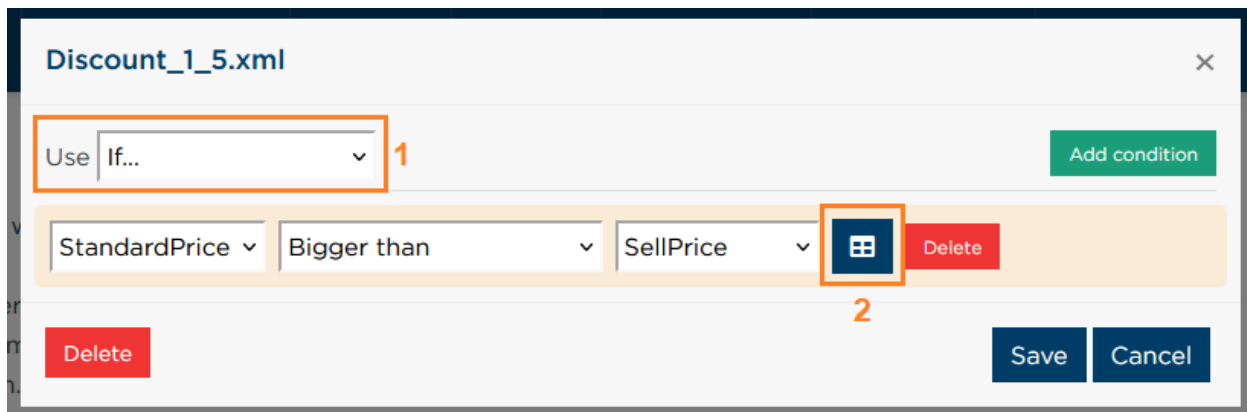 Discount_1_5.xml ×
Use If... 1 Add condition
StandardPrice Bigger than SellPrice Delete
2
Delete Save Cancel